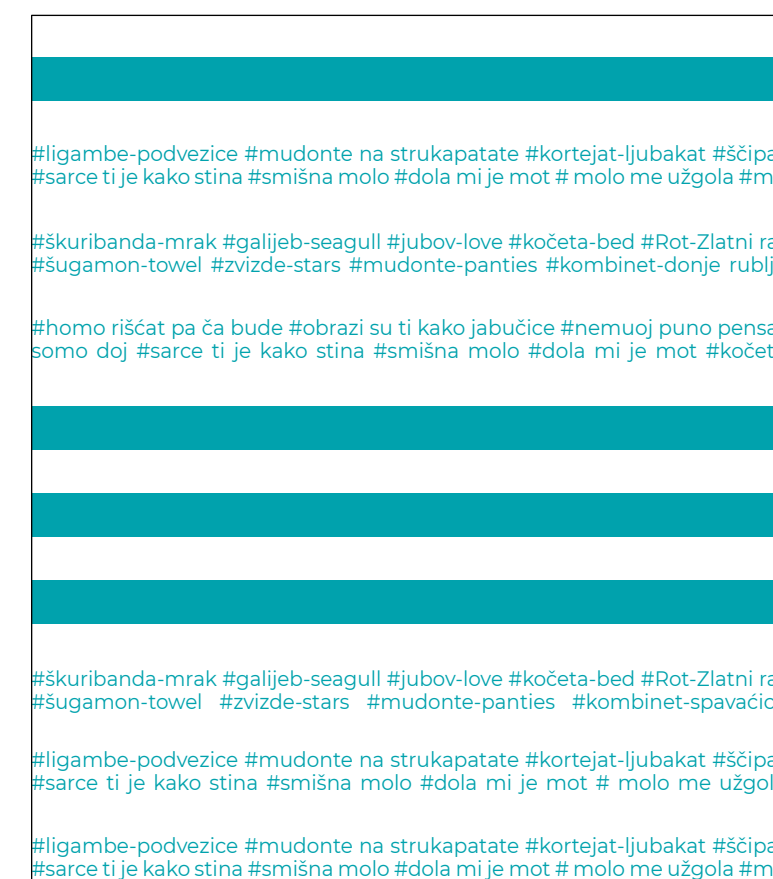 #ligambe-podvezice #mudonte na strukapatate #kortejat-ljubakat #ščipa
#sarce ti je kako stina #smišna molo #dola mi je mot # molo me užgola #m
#škuribanda-mrak #galijeb-seagull #jubov-love #kočeta-bed #Rot-Zlatni ra
#šugamon-towel #zvizde-stars #mudonte-panties #kombinet-donje rublj
#homo rišćat pa ča bude #obrazi su ti kako jabučice #nemuoj puno pensa
somo doj #sarce ti je kako stina #smišna molo #dola mi je mot #kočet
#škuribanda-mrak #galijeb-seagull #jubov-love #kočeta-bed #Rot-Zlatni ra
#šugamon-towel #zvizde-stars #mudonte-panties #kombinet-spavaćic
#ligambe-podvezice #mudonte na strukapatate #kortejat-ljubakat #ščipa
#sarce ti je kako stina #smišna molo #dola mi je mot # molo me užgol
#ligambe-podvezice #mudonte na strukapatate #kortejat-ljubakat #ščipa
#sarce ti je kako stina #smišna molo #dola mi je mot # molo me užgola #m